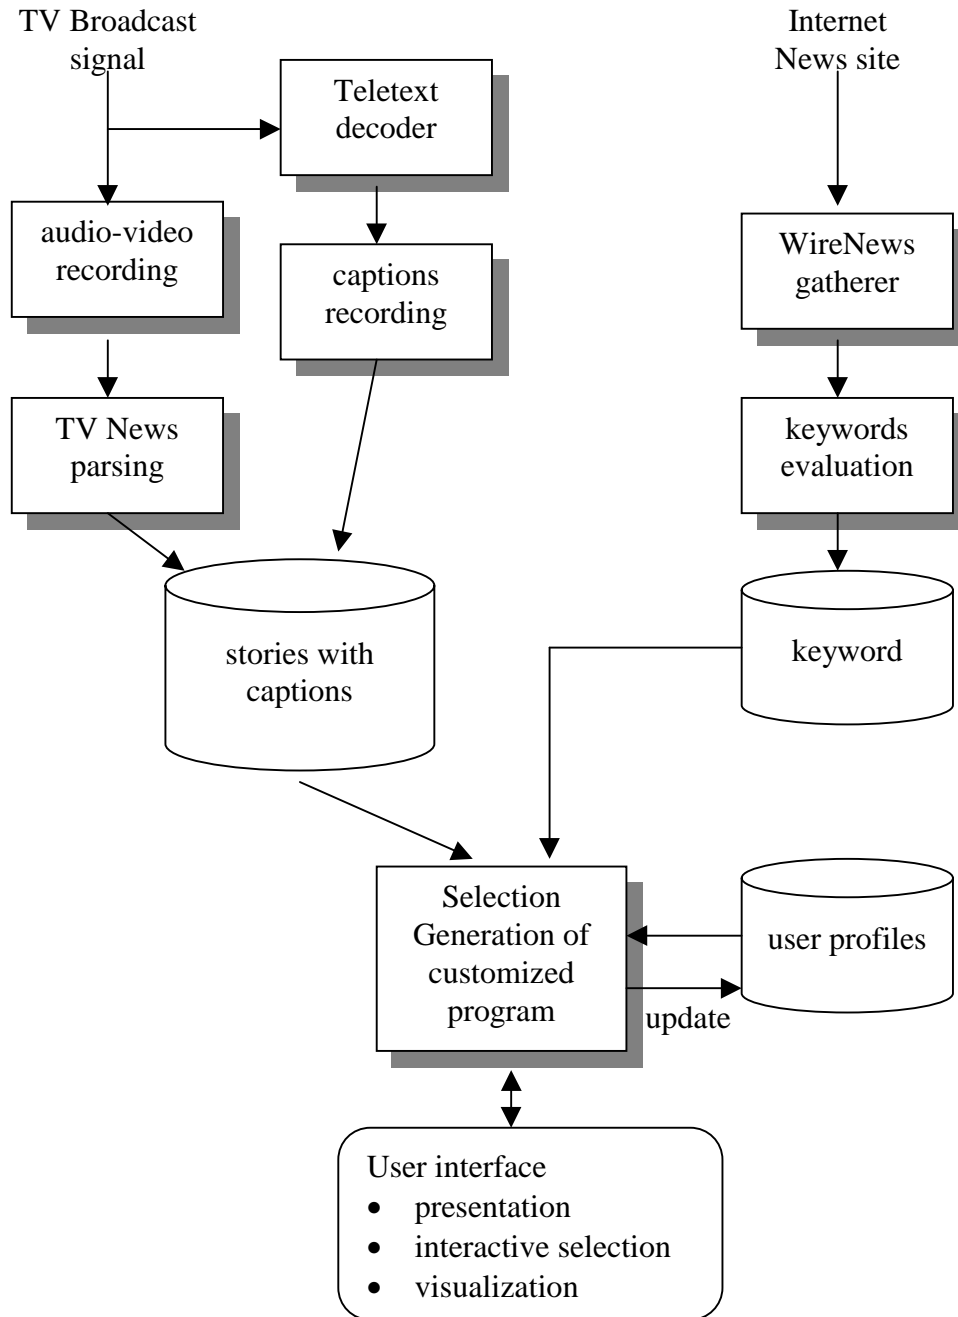 TV Broadcast
signal
Internet
News site
Teletext
decoder
audio-video
recording
captions
recording
WireNews
gatherer
TV News
parsing
keywords
evaluation
stories with
captions
keyword
Selection
Generation of
customized
program
user profiles
update
User interface
• presentation
• interactive selection
• visualization